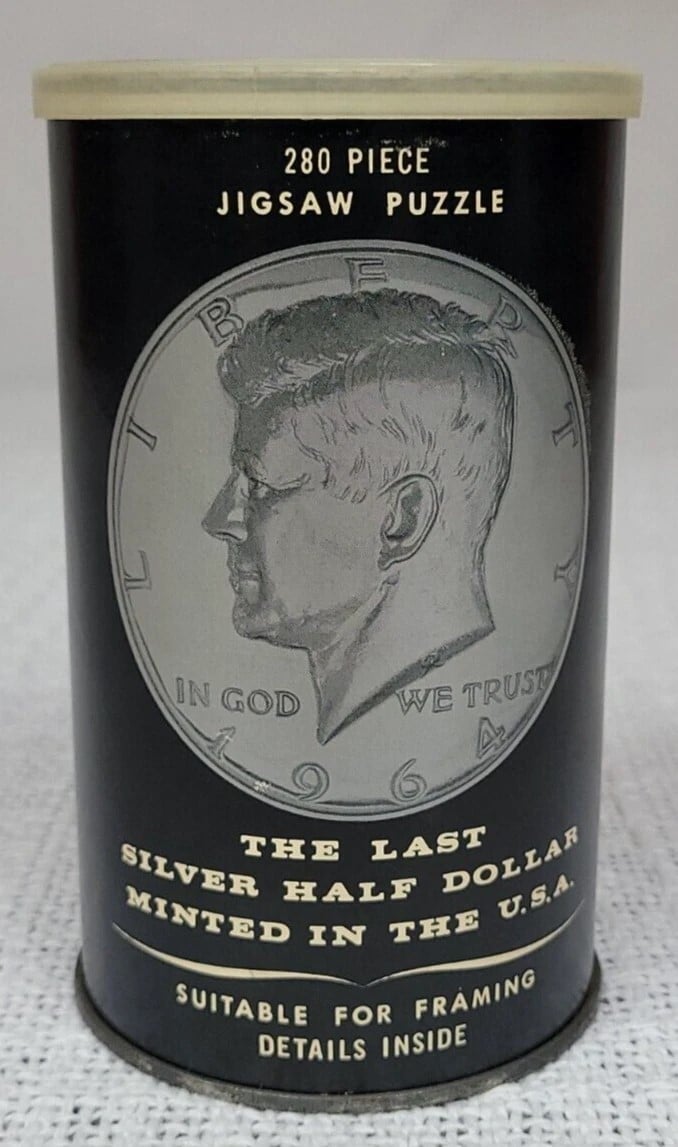 280 PIECE
JIGSAW PUZZLE
LIBERTY
IN GOD WE TRUST
1964
THE LAST
SILVER HALF DOLLAR
MINTED IN THE U.S.A.
SUITABLE FOR FRAMING
DETAILS INSIDE